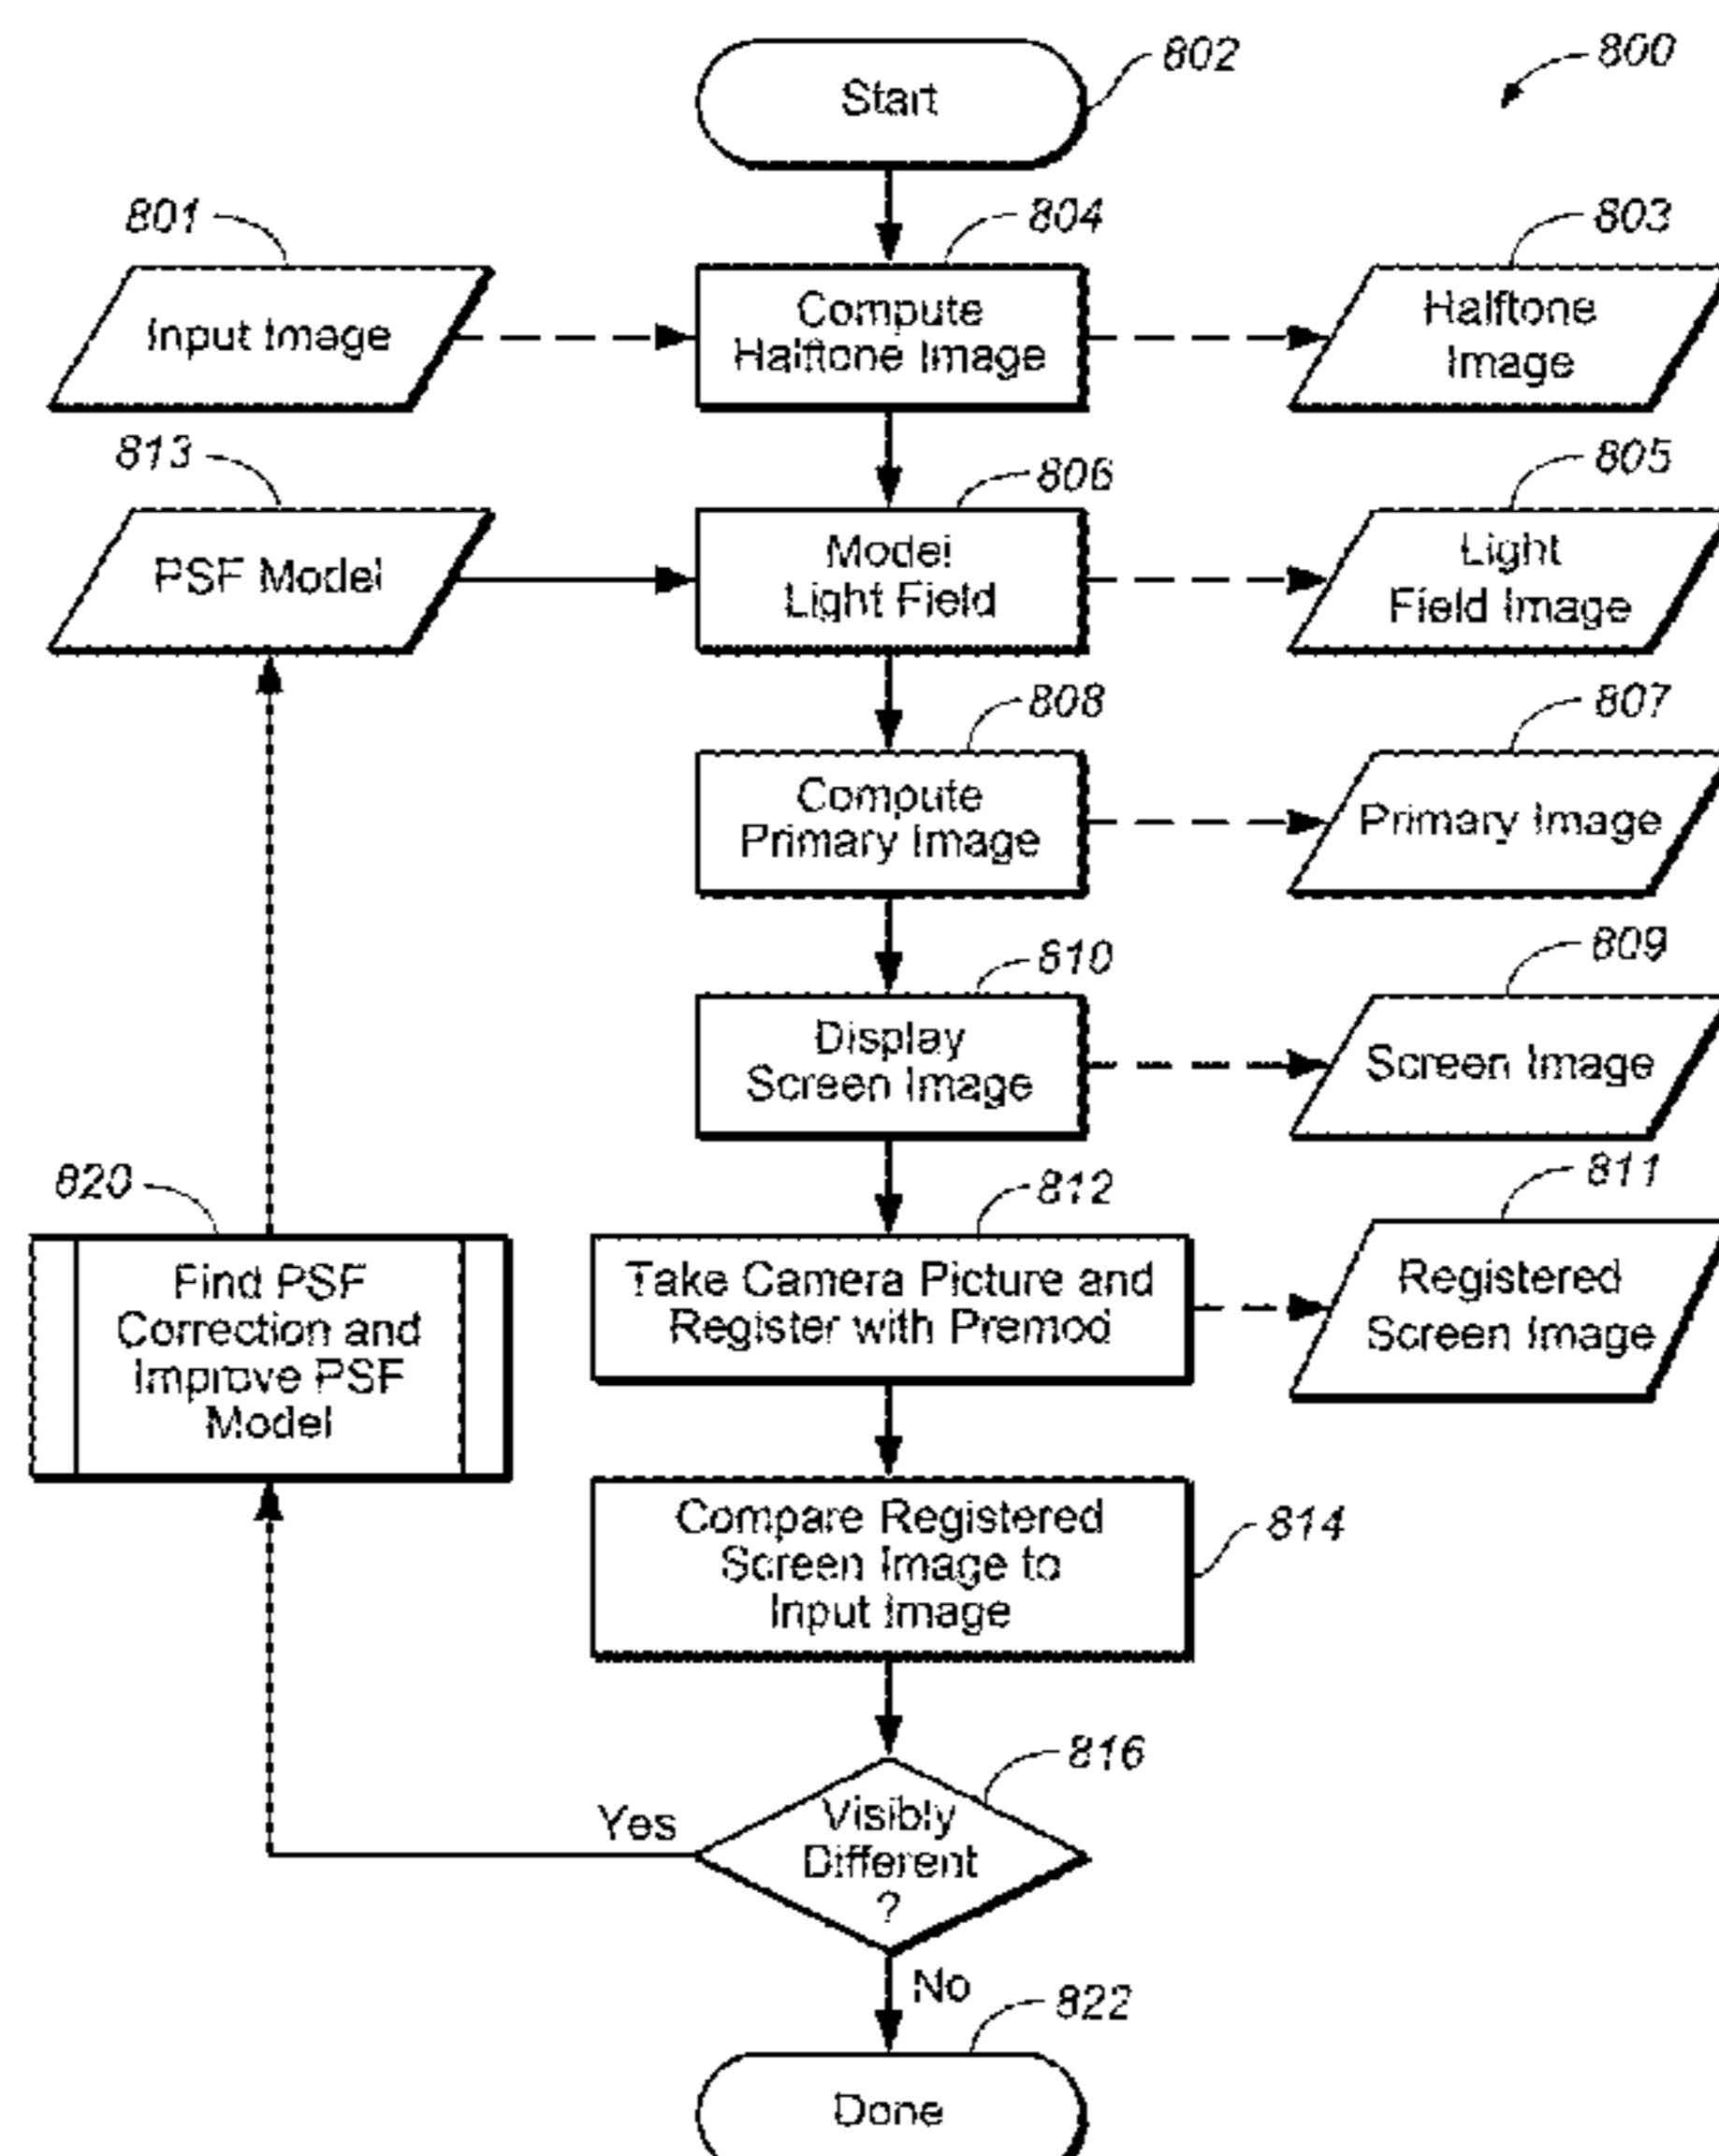 800
802
Start
801
Input Image
804
Compute
Halftone Image
803
Halftone
Image
813
PSF Model
806
Model
Light Field
805
Light
Field Image
808
Compute
Primary Image
807
Primary Image
810
Display
Screen Image
809
Screen Image
820
Find PSF
Correction and
Improve PSF
Model
812
Take Camera Picture and
Register with Premod
811
Registered
Screen Image
Compare Registered
Screen Image to
Input Image
814
816
Visibly
Different
?
Yes
No
822
Done